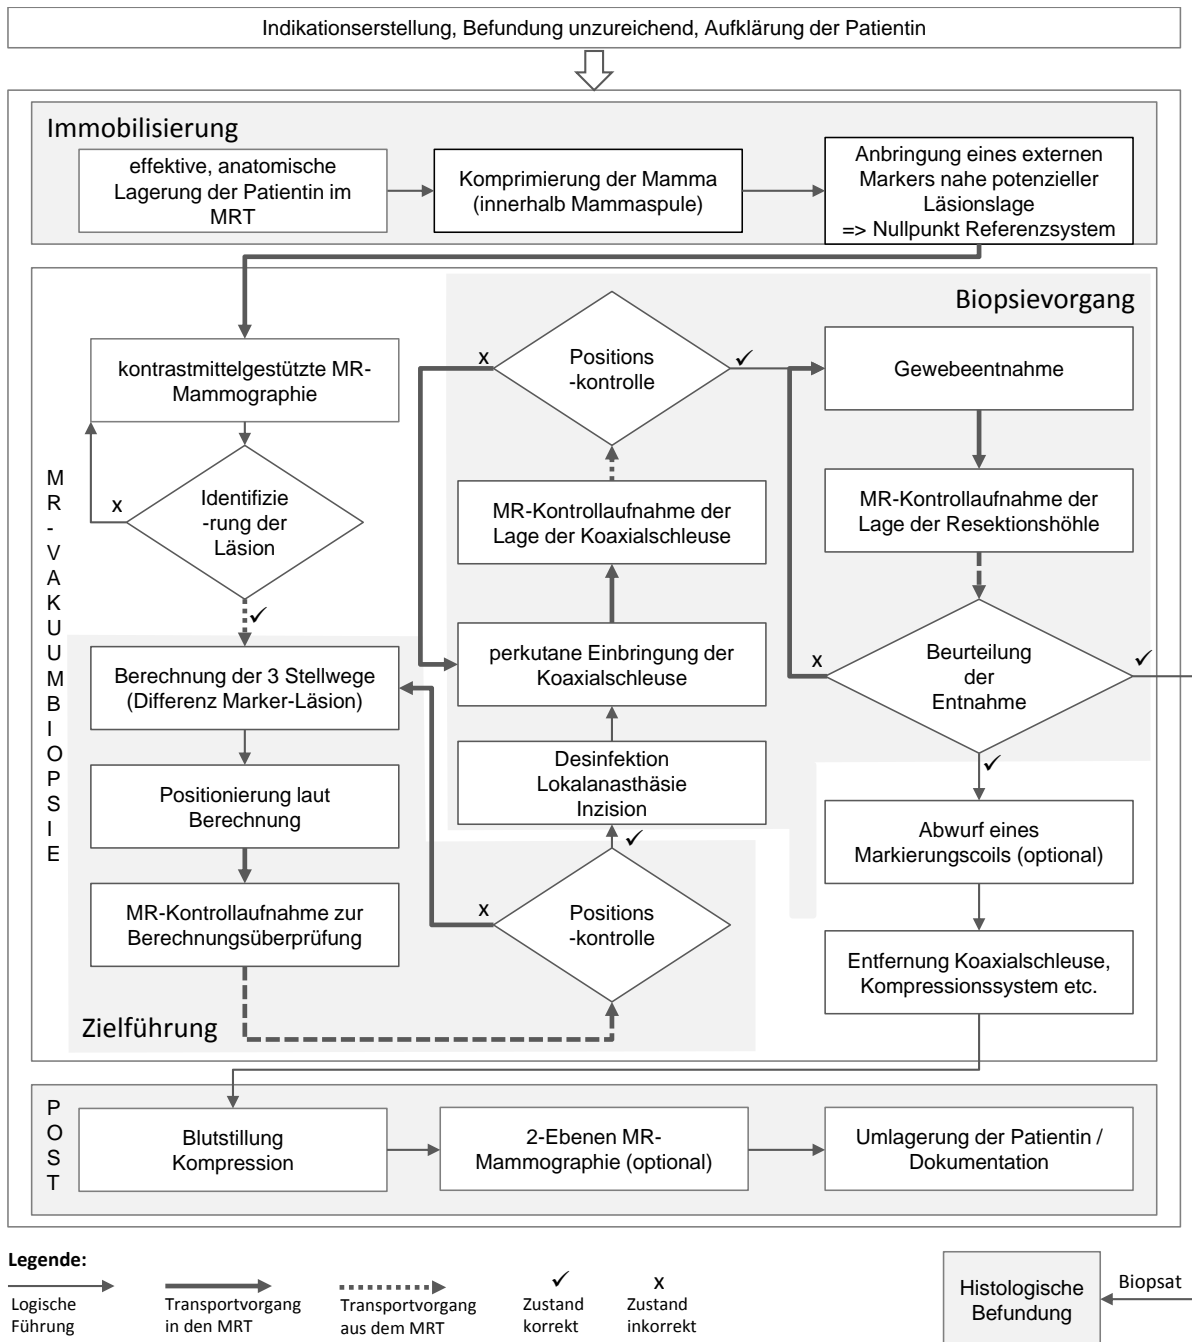 Indikationserstellung, Befundung unzureichend, Aufklärung der Patientin
Immobilisierung
effektive, anatomische
Lagerung der Patientin im
MRT
Komprimierung der Mamma
(innerhalb Mammaspule)
Anbringung eines externen
Markers nahe potenzieller
Läsionslage
=> Nullpunkt Referenzsystem
MR-VAKUUMBIOPSIE
kontrastmittelgestützte MR-
Mammographie
x
Identifizie
-rung der
Läsion
✓
Berechnung der 3 Stellwege
(Differenz Marker-Läsion)
Positionierung laut
Berechnung
MR-Kontrollaufnahme zur
Berechnungsüberprüfung
Zielführung
x
Positions
-kontrolle
✓
Desinfektion
Lokalanasthäsie
Inzision
perkutane Einbringung der
Koaxialschleuse
MR-Kontrollaufnahme der
Lage der Koaxialschleuse
x
Positions
-kontrolle
✓
Biopsievorgang
Gewebeentnahme
MR-Kontrollaufnahme der
Lage der Resektionshöhle
x
Beurteilung
der
Entnahme
✓
✓
Abwurf eines
Markierungscoils (optional)
Entfernung Koaxialschleuse,
Kompressionssystem etc.
POST
Blutstillung
Kompression
2-Ebenen MR-
Mammographie (optional)
Umlagerung der Patientin /
Dokumentation
Legende:
Logische
Führung
Transportvorgang
in den MRT
Transportvorgang
aus dem MRT
✓
Zustand
korrekt
x
Zustand
inkorrekt
Histologische
Befundung
Biopsat